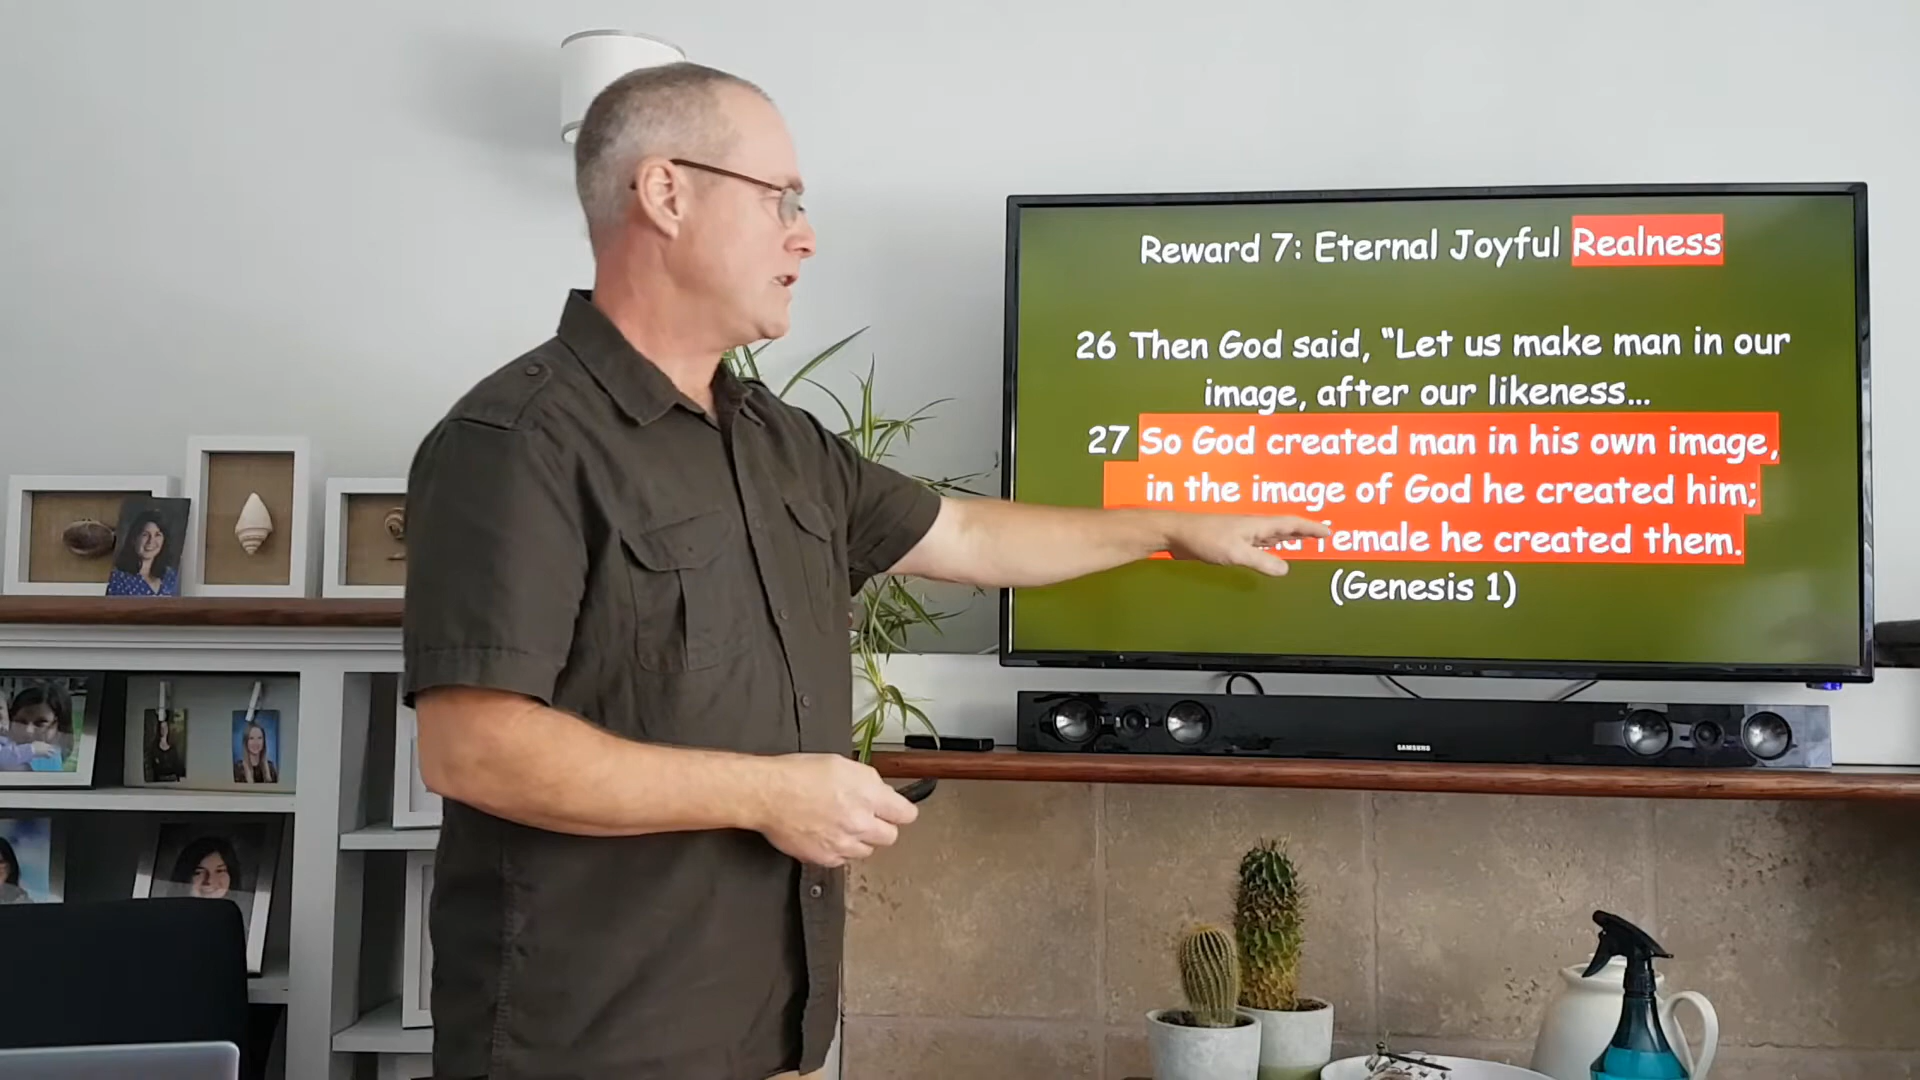 Reward 7: Eternal Joyful Realness
26 Then God said, “Let us make man in our
image, after our likeness...
27 So God created man in his own image,
in the image of God he created him;
female he created them.
(Genesis 1)
FLUID
SAMSUNG